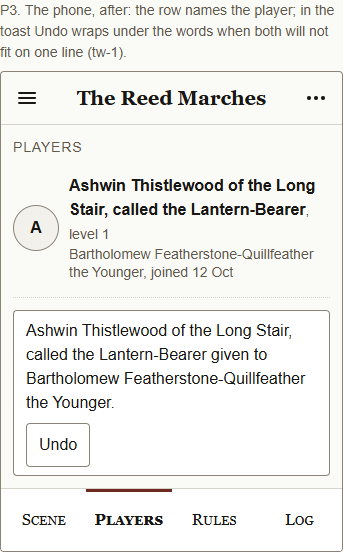 P3. The phone, after: the row names the player; in the
toast Undo wraps under the words when both will not
fit on one line (tw-1).
The Reed Marches
PLAYERS
A
Ashwin Thistlewood of the Long
Stair, called the Lantern-Bearer,
level 1
Bartholomew Featherstone-Quillfeather
the Younger, joined 12 Oct
Ashwin Thistlewood of the Long Stair,
called the Lantern-Bearer given to
Bartholomew Featherstone-Quillfeather
the Younger.
Undo
SCENE PLAYERS RULES LOG